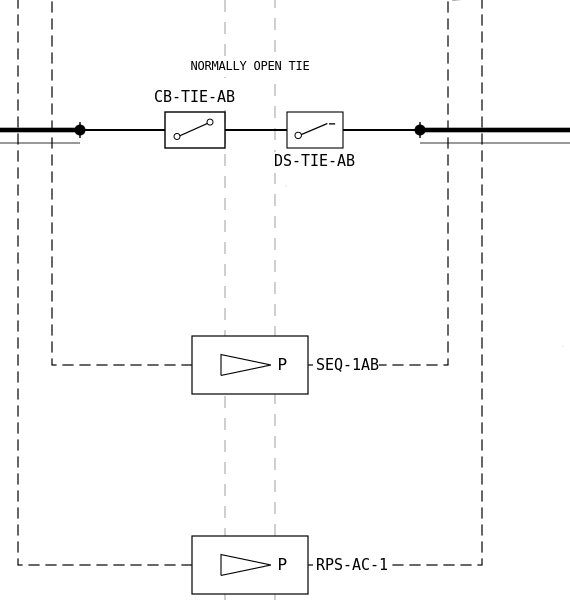 NORMALLY OPEN TIE
CB-TIE-AB
DS-TIE-AB
P SEQ-1AB
P RPS-AC-1